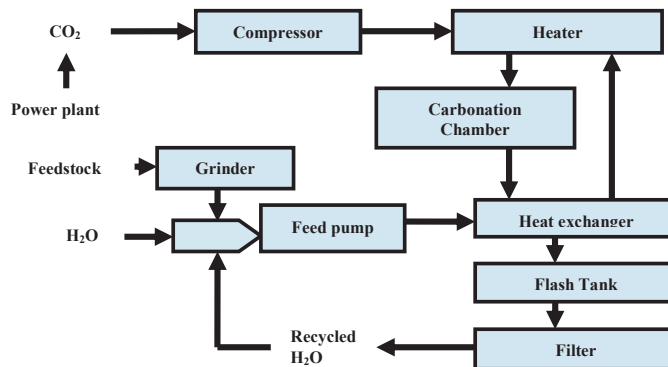 CO₂
Compressor
Heater
Power plant
Carbonation
Chamber
Feedstock
Grinder
H₂O
Feed pump
Heat exchanger
Flash Tank
Recycled
H₂O
Filter